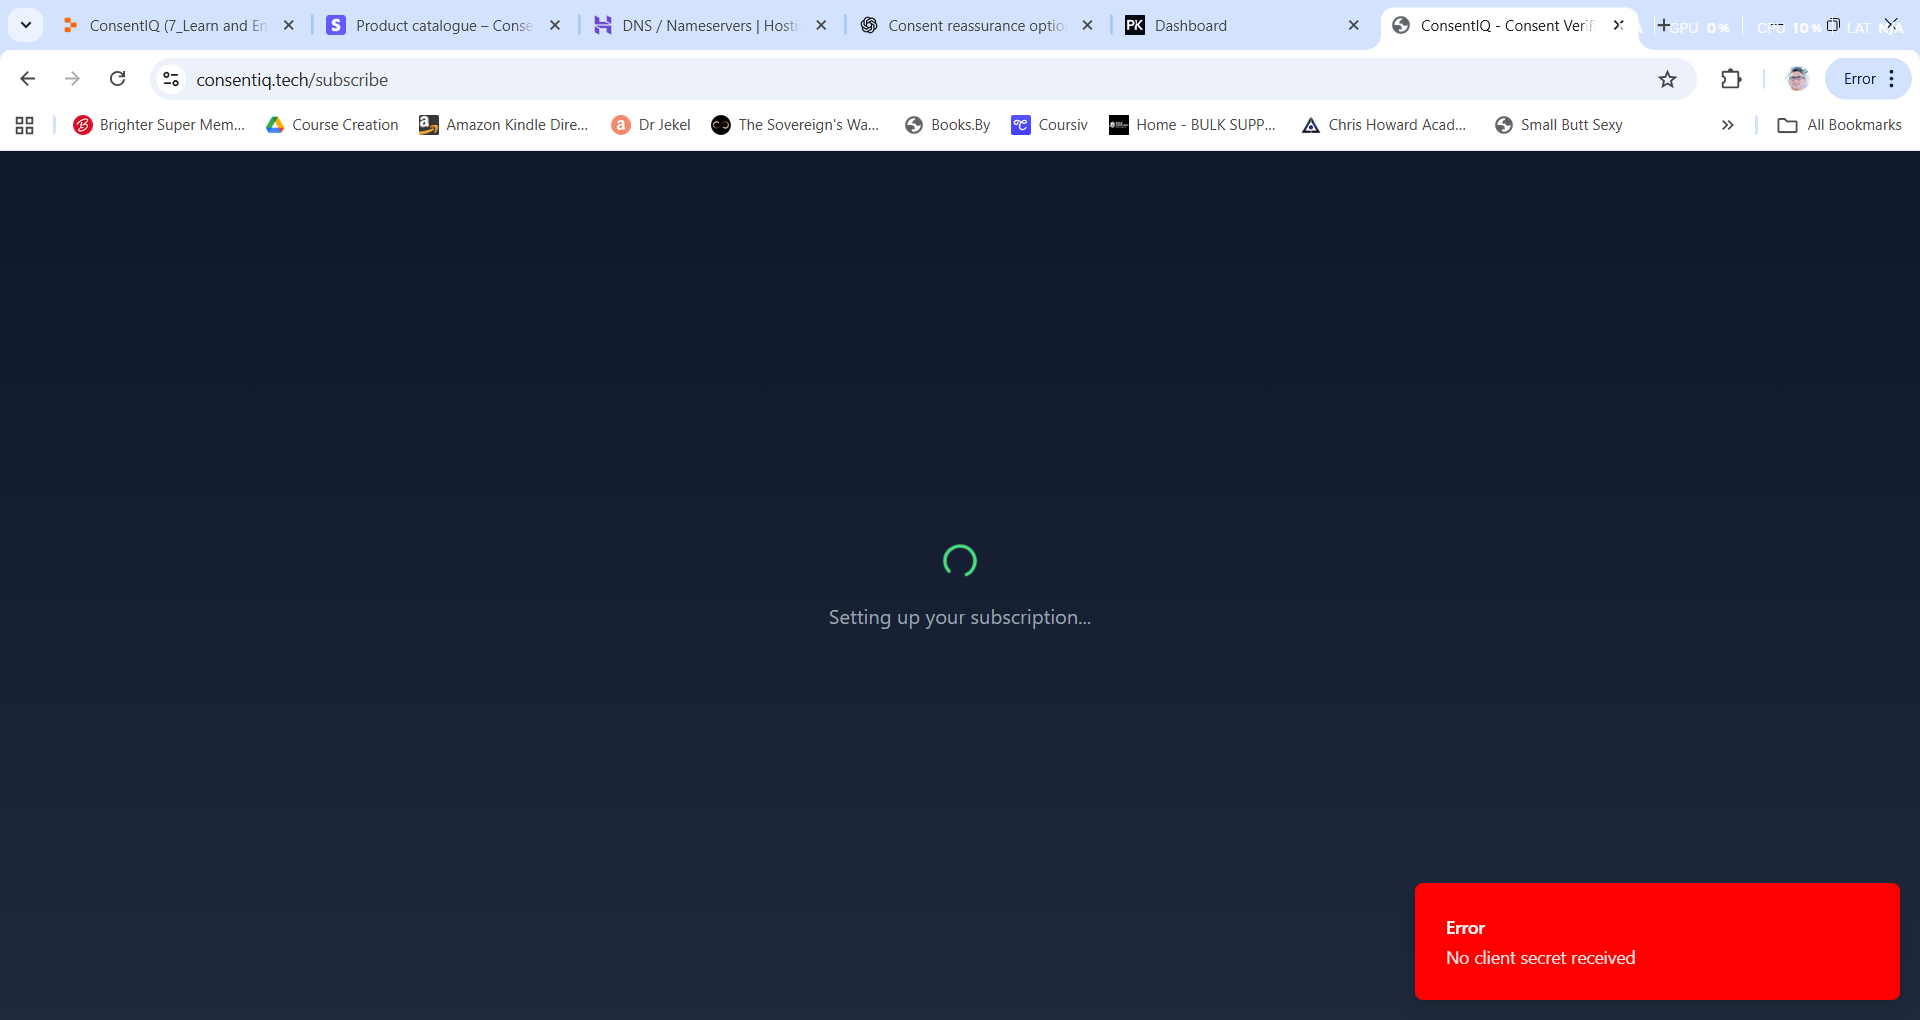 ConsentIQ (7_Learn and En
Product catalogue – Conse
DNS / Nameservers | Hosti
Consent reassurance optio
PK
Dashboard
ConsentIQ - Consent Verif
GPU 0%
CPU 10%
LAT N/A
consentiq.tech/subscribe
Error
Brighter Super Mem...
Course Creation
Amazon Kindle Dire...
Dr Jekel
The Sovereign's Wa...
Books.By
Coursiv
Home - BULK SUPP...
Chris Howard Acad...
Small Butt Sexy
All Bookmarks
Setting up your subscription...
Error
No client secret received